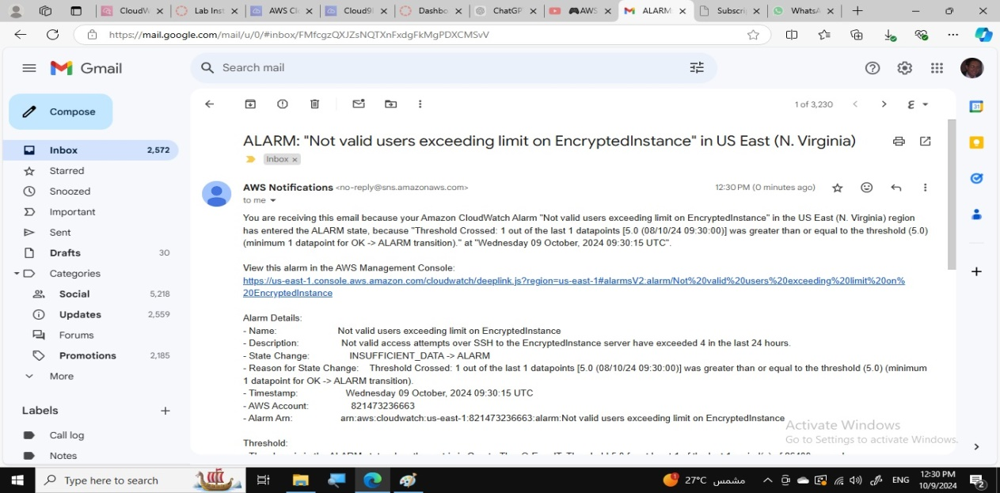 CloudW
Lab Inst
AWS Cl
Cloud9
Dashbo
ChatGP
AWS
ALARM:
Subscri
WhatsA
https://mail.google.com/mail/u/0/#inbox/FMfcgzQXJZsNQTXnFxdgFkMgPDXCMSvV
Gmail
Search mail
Compose
1 of 3,230
Inbox 2,572
Starred
Snoozed
Important
Sent
Drafts 30
Categories
Social 5,218
Updates 2,559
Forums
Promotions 2,185
More
Labels
Call log
Notes
ALARM: "Not valid users exceeding limit on EncryptedInstance" in US East (N. Virginia)
Inbox x
AWS Notifications <no-reply@sns.amazonaws.com>
12:30 PM (0 minutes ago)
to me
You are receiving this email because your Amazon CloudWatch Alarm "Not valid users exceeding limit on EncryptedInstance" in the US East (N. Virginia) region
has entered the ALARM state, because "Threshold Crossed: 1 out of the last 1 datapoints [5.0 (08/10/24 09:30:00)] was greater than or equal to the threshold (5.0)
(minimum 1 datapoint for OK -> ALARM transition)." at "Wednesday 09 October, 2024 09:30:15 UTC".
View this alarm in the AWS Management Console:
https://us-east-1.console.aws.amazon.com/cloudwatch/deeplink.js?region=us-east-1#alarmsV2:alarm/Not%20valid%20users%20exceeding%20limit%20on%
20EncryptedInstance
Alarm Details:
- Name: Not valid users exceeding limit on EncryptedInstance
- Description: Not valid access attempts over SSH to the EncryptedInstance server have exceeded 4 in the last 24 hours.
- State Change: INSUFFICIENT_DATA -> ALARM
- Reason for State Change: Threshold Crossed: 1 out of the last 1 datapoints [5.0 (08/10/24 09:30:00)] was greater than or equal to the threshold (5.0) (minimum
1 datapoint for OK -> ALARM transition).
- Timestamp: Wednesday 09 October, 2024 09:30:15 UTC
- AWS Account: 821473236663
- Alarm Arn: arn:aws:cloudwatch:us-east-1:821473236663:alarm:Not valid users exceeding limit on EncryptedInstance
Threshold:
Activate Windows
Go to Settings to activate Windows.
Type here to search
27°C مشمس
ENG
12:30 PM
10/9/2024
2